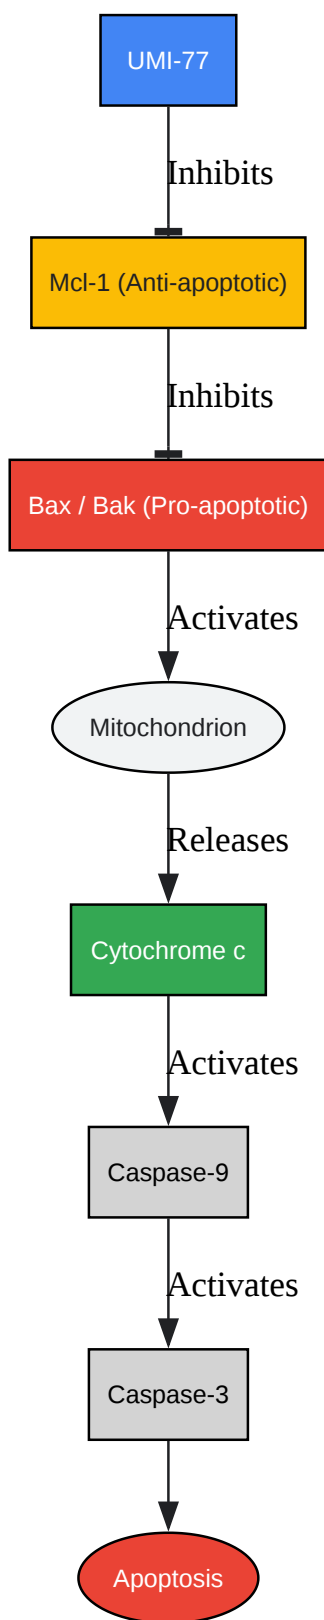 UMI-77
Inhibits
Mcl-1 (Anti-apoptotic)
Inhibits
Bax / Bak (Pro-apoptotic)
Activates
Mitochondrion
Releases
Cytochrome c
Activates
Caspase-9
Activates
Caspase-3
Apoptosis